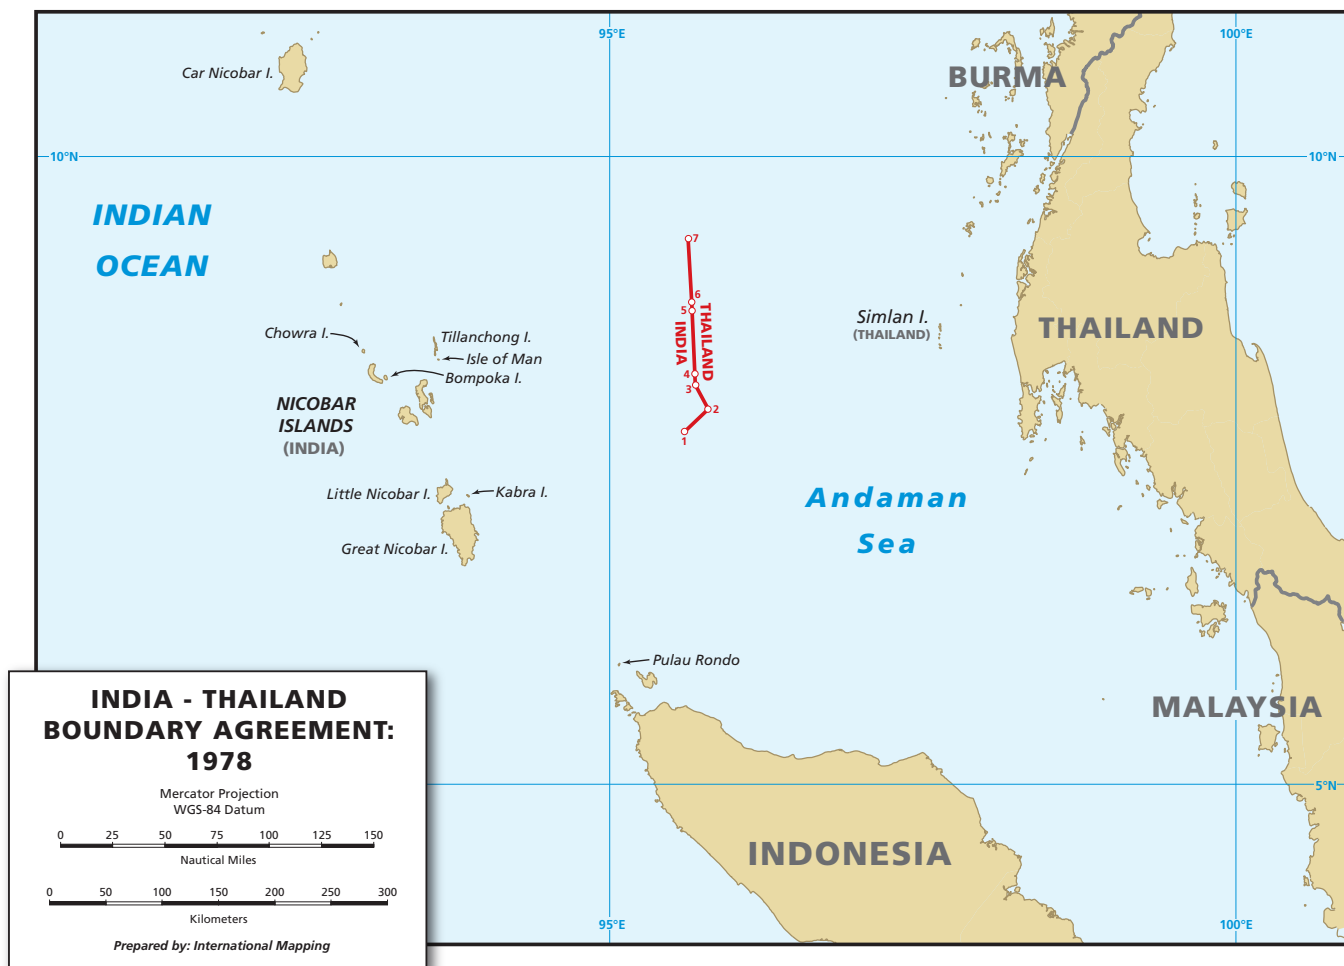 95°E
100°E
Car Nicobar I.
BURMA
10°N
10°N
INDIAN
OCEAN
7
6
5
THAILAND
INDIA
4
3
2
1
Simlan I.
(THAILAND)
THAILAND
Chowra I.
Tillanchong I.
Isle of Man
Bompoka I.
NICOBAR
ISLANDS
(INDIA)
Little Nicobar I.
Kabra I.
Great Nicobar I.
Andaman
Sea
Pulau Rondo
MALAYSIA
5°N
INDONESIA
95°E
100°E
INDIA - THAILAND
BOUNDARY AGREEMENT:
1978
Mercator Projection
WGS-84 Datum
0 25 50 75 100 125 150
Nautical Miles
0 50 100 150 200 250 300
Kilometers
Prepared by: International Mapping